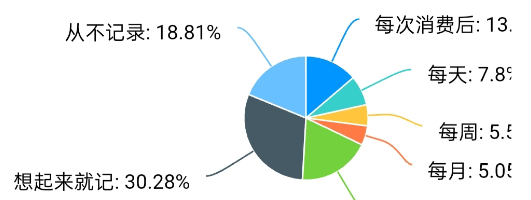 从不记录: 18.81%
每次消费后: 13.
每天: 7.8%
每周: 5.5
每月: 5.05
想起来就记: 30.28%